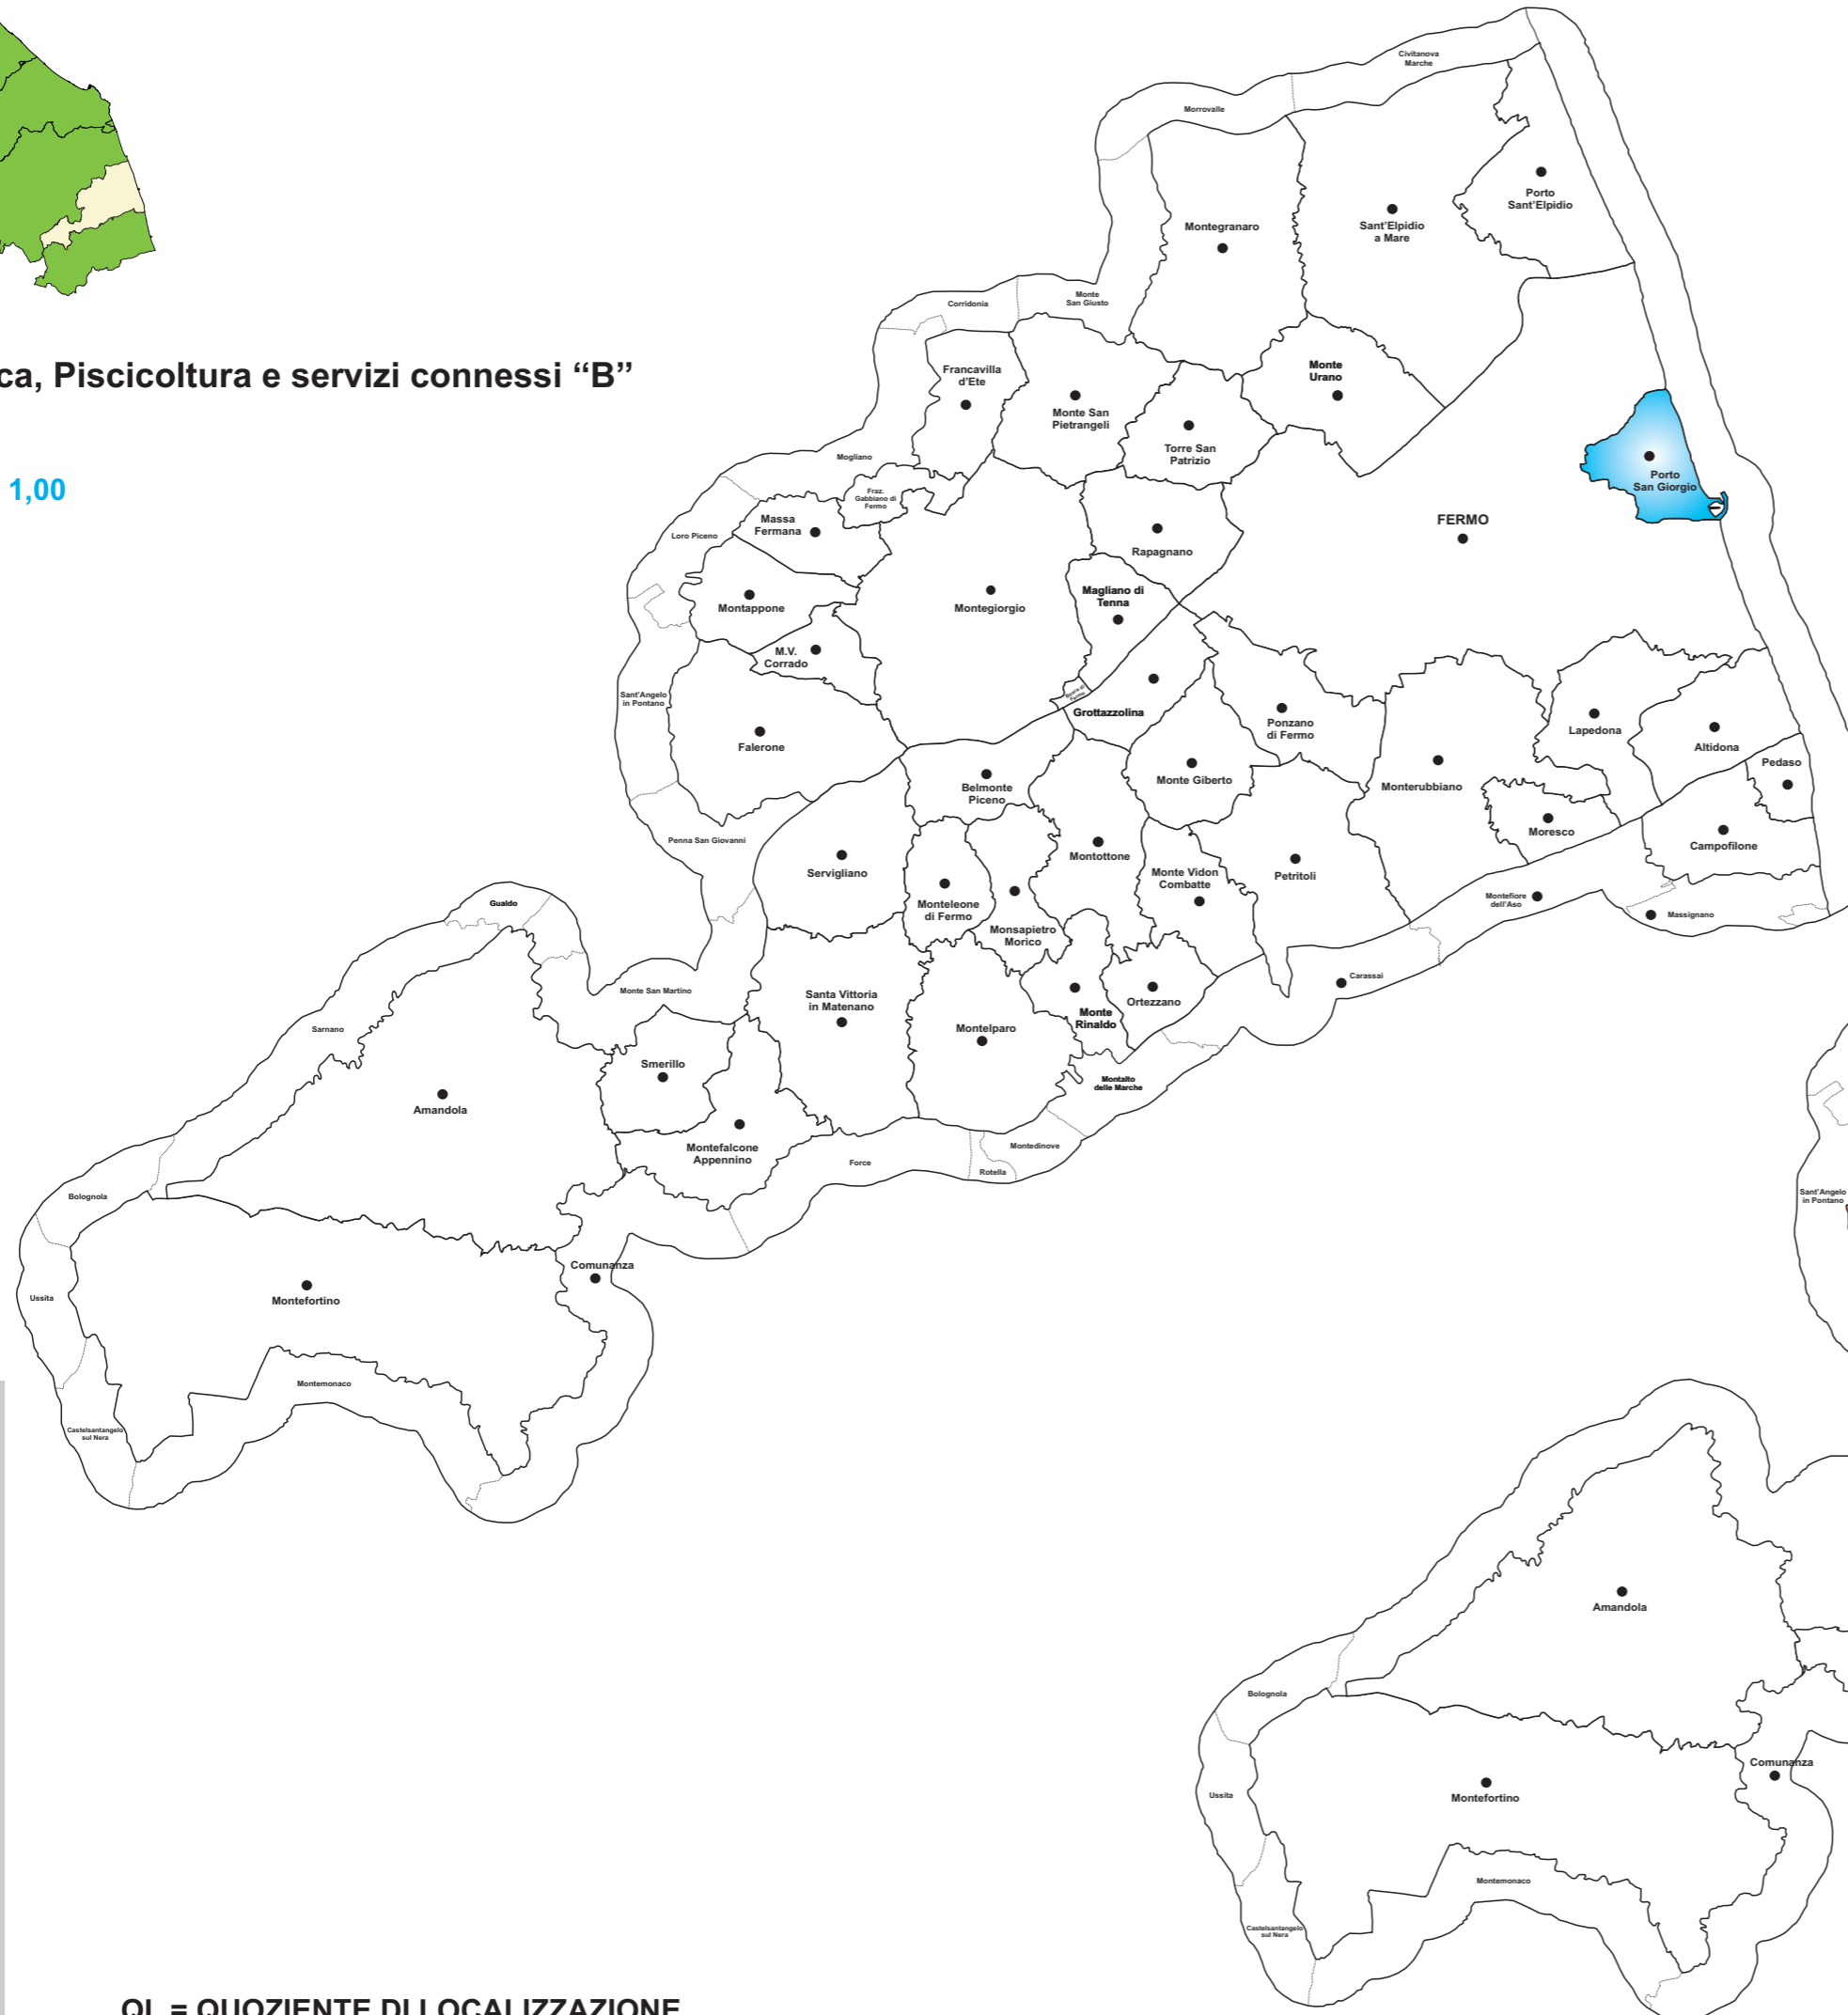 ca, Piscicoltura e servizi connessi “B”
1,00
Civitanova
Marche
Morrovalle
Porto
Sant'Elpidio
Sant'Elpidio
a Mare
Montegranaro
Corridonia
Monte
San Giusto
Francavilla
d'Ete
Monte
Urano
Monte San
Pietrangeli
Torre San
Patrizio
Mogliano
Porto
San Giorgio
Fraz.
Gabbiano di
Fermo
Massa
Fermana
FERMO
Loro Piceno
Rapagnano
Magliano di
Tenna
Montappone
Montegiorgio
M.V.
Corrado
Sant'Angelo
in Pontano
Grottazzolina
Ponzano
di Fermo
Lapedona
Falerone
Altidona
Pedaso
Monte Giberto
Belmonte
Piceno
Monterubbiano
Moresco
Penna San Giovanni
Campofilone
Montottone
Servigliano
Monte Vidon
Combatte
Petritoli
Monteleone
di Fermo
Montefiore
dell'Aso
Gualdo
Massignano
Monsapietro
Morico
Carassai
Monte San Martino
Santa Vittoria
in Matenano
Ortezzano
Monte
Rinaldo
Sarnano
Montelparo
Smerillo
Montalto
delle Marche
Amandola
Montefalcone
Appennino
Montedinove
Force
Rotella
Bolognola
Sant'Angelo
in Pontano
Comunanza
Ussita
Montefortino
Montemonaco
Castelsantangelo
sul Nera
Amandola
Bolognola
Comunanza
Ussita
Montefortino
Montemonaco
Castelsantangelo
sul Nera
QL = QUOZIENTE DI LOCALIZZAZIONE